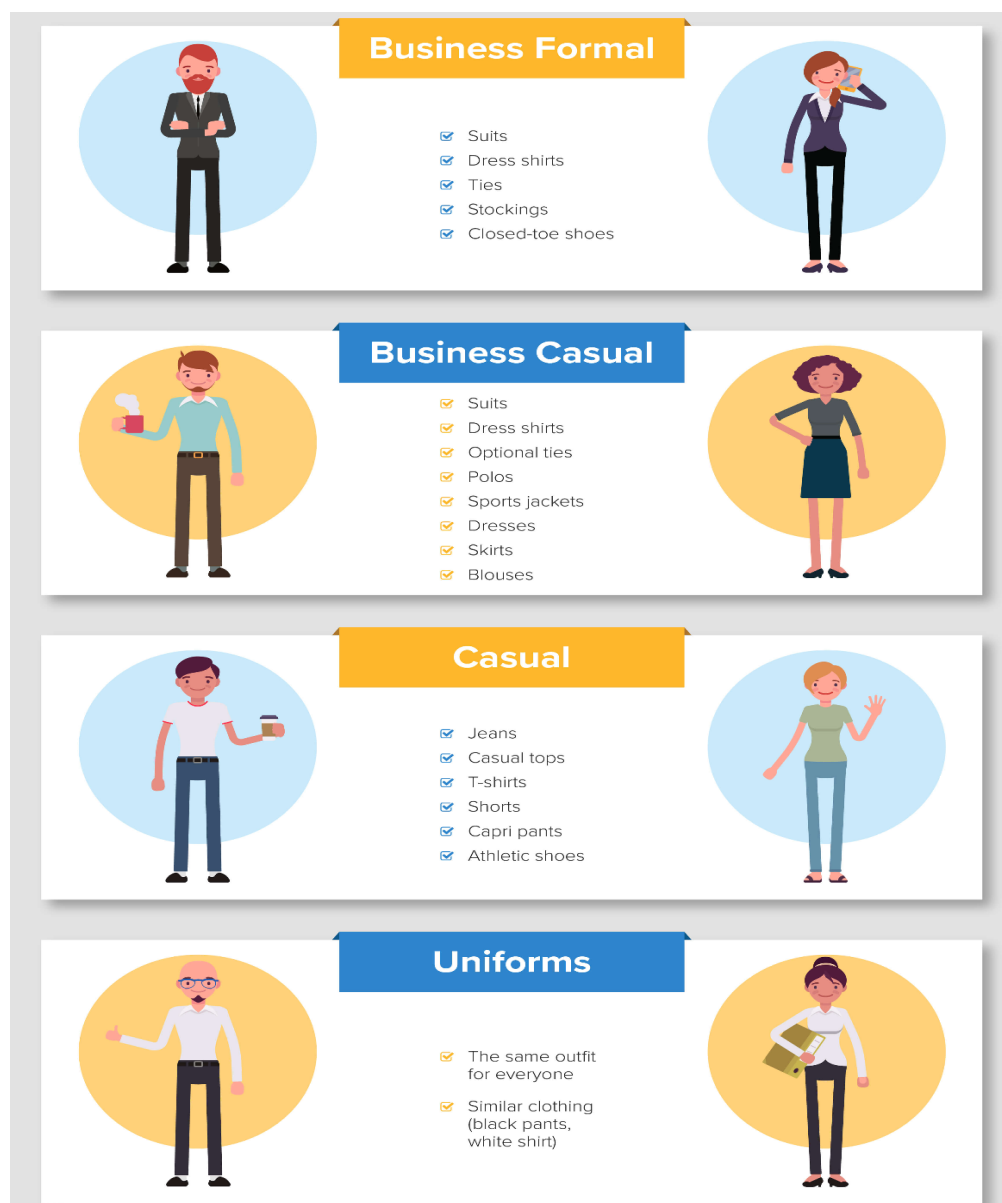 Business Formal
Suits
Dress shirts
Ties
Stockings
Closed-toe shoes
Business Casual
Suits
Dress shirts
Optional ties
Polos
Sports jackets
Dresses
Skirts
Blouses
Casual
Jeans
Casual tops
T-shirts
Shorts
Capri pants
Athletic shoes
Uniforms
The same outfit
for everyone
Similar clothing
(black pants,
white shirt)